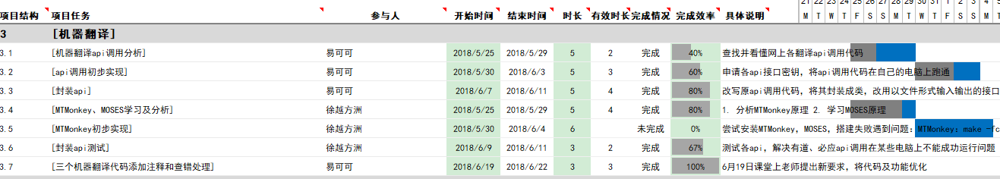 21 22 23 24 25 26 27 28 29 30 31 1 2 3 4
项目结构 项目任务 参与人 开始时间 结束时间 时长 有效时长 完成情况 完成效率 具体说明 M T W T F S S M T W T F S S M T
3 [机器翻译]
3.1 [机器翻译api调用分析] 易可可 2018/5/25 2018/5/29 5 2 完成 40% 查找并看懂网上各翻译api调用代码
3.2 [api调用初步实现] 易可可 2018/5/30 2018/6/3 5 3 完成 60% 申请各api接口密钥，将api调用代码在自己的电脑上跑通
3.3 [封装api] 易可可 2018/6/7 2018/6/11 5 4 完成 80% 改写原api调用代码，将其封装成类，改用以文件形式输入输出的接口
3.4 [MTMonkey、MOSES学习及分析] 徐越方洲 2018/5/25 2018/5/29 5 4 完成 80% 1. 分析MTMonkey原理 2. 学习MOSES原理
3.5 [MTMonkey初步实现] 徐越方洲 2018/5/30 2018/6/4 6 未完成 0% 尝试安装MTMonkey，MOSES，搭建失败遇到问题：MTMonkey：make -fc
3.6 [封装api测试] 徐越方洲 2018/6/9 2018/6/11 3 2 完成 67% 测试各api，解决有道、必应api调用在某些电脑上不能成功运行问题
3.7 [三个机器翻译代码添加注释和查错处理] 易可可 2018/6/19 2018/6/22 3 3 完成 100% 6月19日课堂上老师提出新要求，将代码及功能优化